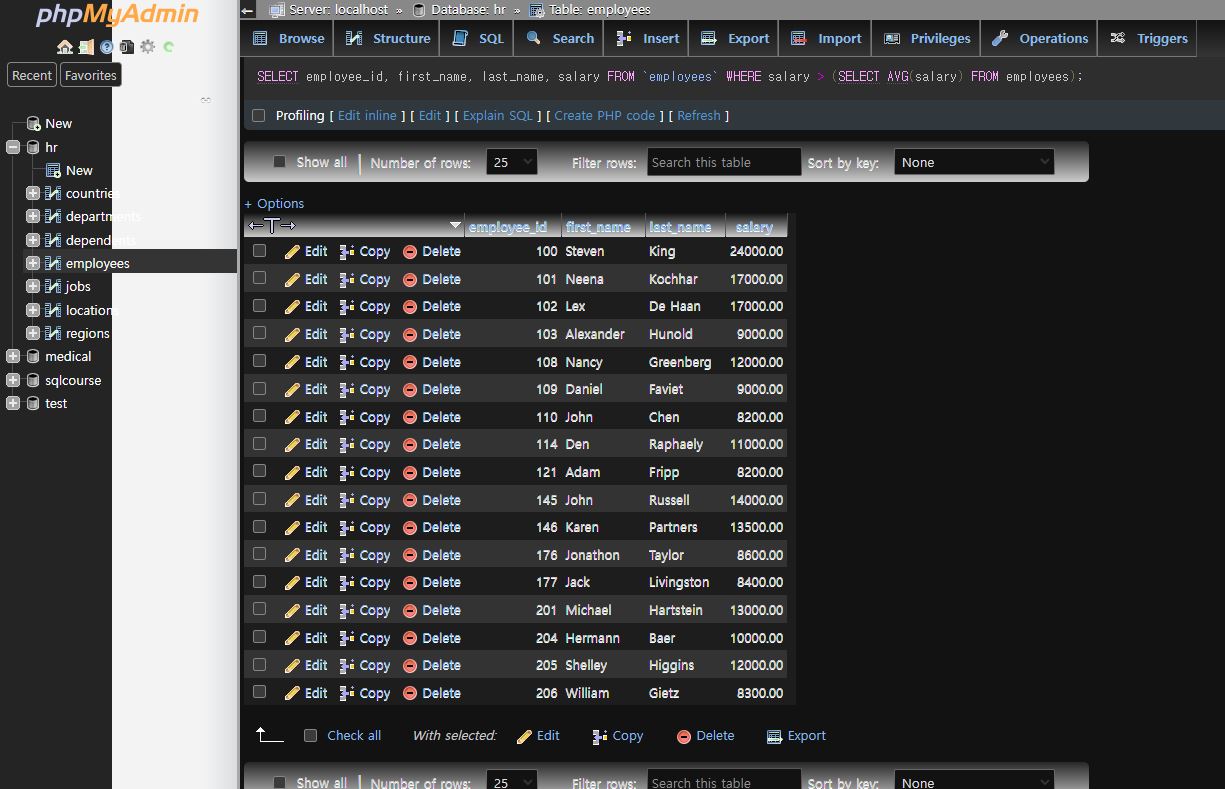 phpMyAdmin
Recent Favorites
New
hr
New
countries
departments
dependents
employees
jobs
locations
regions
medical
sqlcourse
test
Server: localhost » Database: hr » Table: employees
Browse Structure SQL Search Insert Export Import Privileges Operations Triggers
SELECT employee_id, first_name, last_name, salary FROM `employees` WHERE salary > (SELECT AVG(salary) FROM employees);
Profiling [ Edit inline ] [ Edit ] [ Explain SQL ] [ Create PHP code ] [ Refresh ]
Show all | Number of rows: 25 Filter rows: Search this table Sort by key: None
+ Options
employee_id first_name last_name salary
Edit Copy Delete 100 Steven King 24000.00
Edit Copy Delete 101 Neena Kochhar 17000.00
Edit Copy Delete 102 Lex De Haan 17000.00
Edit Copy Delete 103 Alexander Hunold 9000.00
Edit Copy Delete 108 Nancy Greenberg 12000.00
Edit Copy Delete 109 Daniel Faviet 9000.00
Edit Copy Delete 110 John Chen 8200.00
Edit Copy Delete 114 Den Raphaely 11000.00
Edit Copy Delete 121 Adam Fripp 8200.00
Edit Copy Delete 145 John Russell 14000.00
Edit Copy Delete 146 Karen Partners 13500.00
Edit Copy Delete 176 Jonathon Taylor 8600.00
Edit Copy Delete 177 Jack Livingston 8400.00
Edit Copy Delete 201 Michael Hartstein 13000.00
Edit Copy Delete 204 Hermann Baer 10000.00
Edit Copy Delete 205 Shelley Higgins 12000.00
Edit Copy Delete 206 William Gietz 8300.00
Check all With selected: Edit Copy Delete Export
Show all | Number of rows: 25 Filter rows: Search this table Sort by key: None